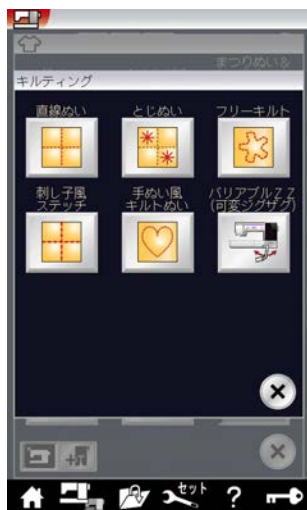 まつりぬい&
キルティング
直線ぬい
とじぬい
フリーキルト
刺し子風
ステッチ
手ぬい風
キルトぬい
バリアブルZZ
(可変ジグザグ)
セット
?